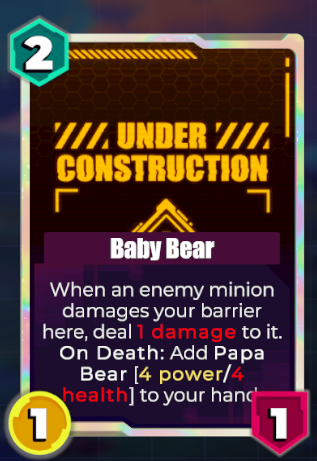 2
UNDER
CONSTRUCTION
Baby Bear
When an enemy minion
damages your barrier
here, deal 1 damage to it.
On Death: Add Papa
Bear [4 power/4
health] to your hand.
1
1